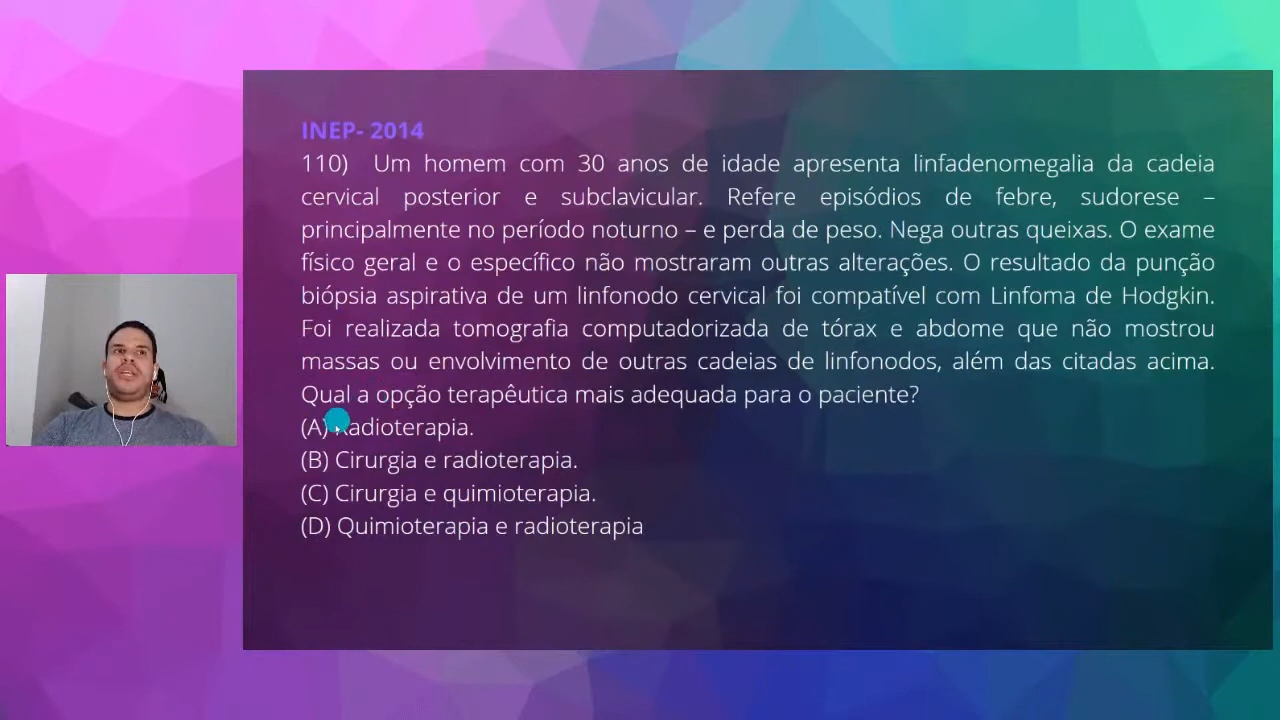 INEP- 2014
110) Um homem com 30 anos de idade apresenta linfadenomegalia da cadeia
cervical posterior e subclavicular. Refere episódios de febre, sudorese –
principalmente no período noturno – e perda de peso. Nega outras queixas. O exame
físico geral e o específico não mostraram outras alterações. O resultado da punção
biópsia aspirativa de um linfonodo cervical foi compatível com Linfoma de Hodgkin.
Foi realizada tomografia computadorizada de tórax e abdome que não mostrou
massas ou envolvimento de outras cadeias de linfonodos, além das citadas acima.
Qual a opção terapêutica mais adequada para o paciente?
(A) Radioterapia.
(B) Cirurgia e radioterapia.
(C) Cirurgia e quimioterapia.
(D) Quimioterapia e radioterapia